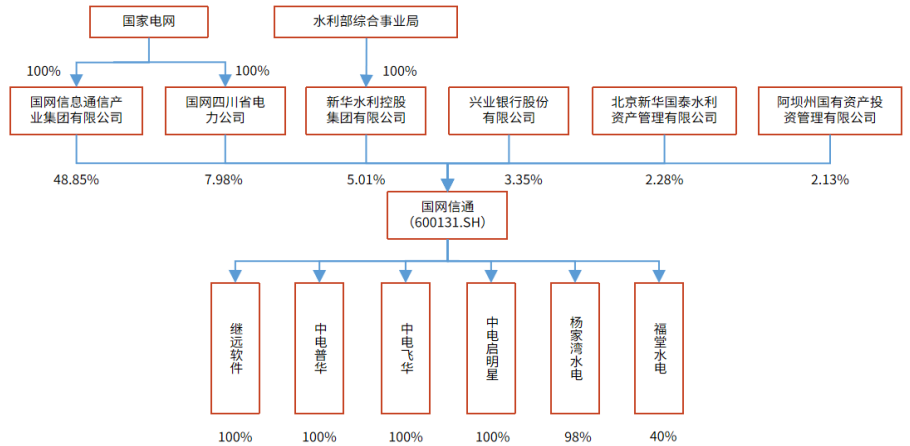 国家电网
水利部综合事业局
100%
100%
100%
国网信息通信产
业集团有限公司
国网四川省电
力公司
新华水利控股
集团有限公司
兴业银行股份
有限公司
北京新华国泰水利
资产管理有限公司
阿坝州国有资产投
资管理有限公司
48.85%
7.98%
5.01%
3.35%
2.28%
2.13%
国网信通
（600131.SH）
继远软件
中电普华
中电飞华
中电启明星
杨家湾水电
福堂水电
100%
100%
100%
100%
98%
40%